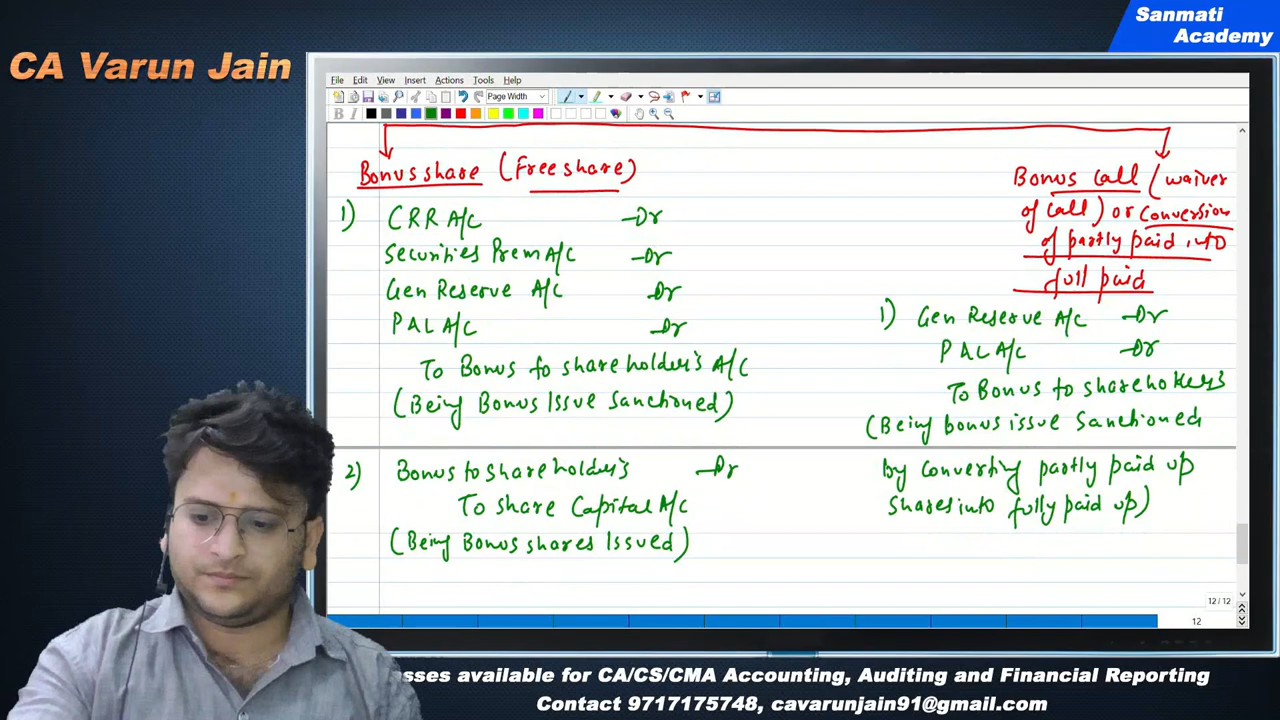 Sanmati
Academy
CA Varun Jain
File Edit View Insert Actions Tools Help
Page Width
B I
Bonus share (Free share)
1) CRR A/c Dr
Securities Prem A/c Dr
Gen Reserve A/c Dr
P&L A/c Dr
To Bonus to shareholder's A/c
(Being Bonus Issue Sanctioned)
2) Bonus to shareholder's Dr
To share Capital A/c
(Being Bonus shares Issued)
Bonus call (waiver
of call) or conversion
of partly paid into
full paid
1) Gen Reserve A/c Dr
P&L A/c Dr
To Bonus to shareholders
(Being bonus issue Sanctioned
By converting partly paid up
shares into fully paid up)
12/12
12
sses available for CA/CS/CMA Accounting, Auditing and Financial Reporting
Contact 9717175748, cavarunjain91@gmail.com